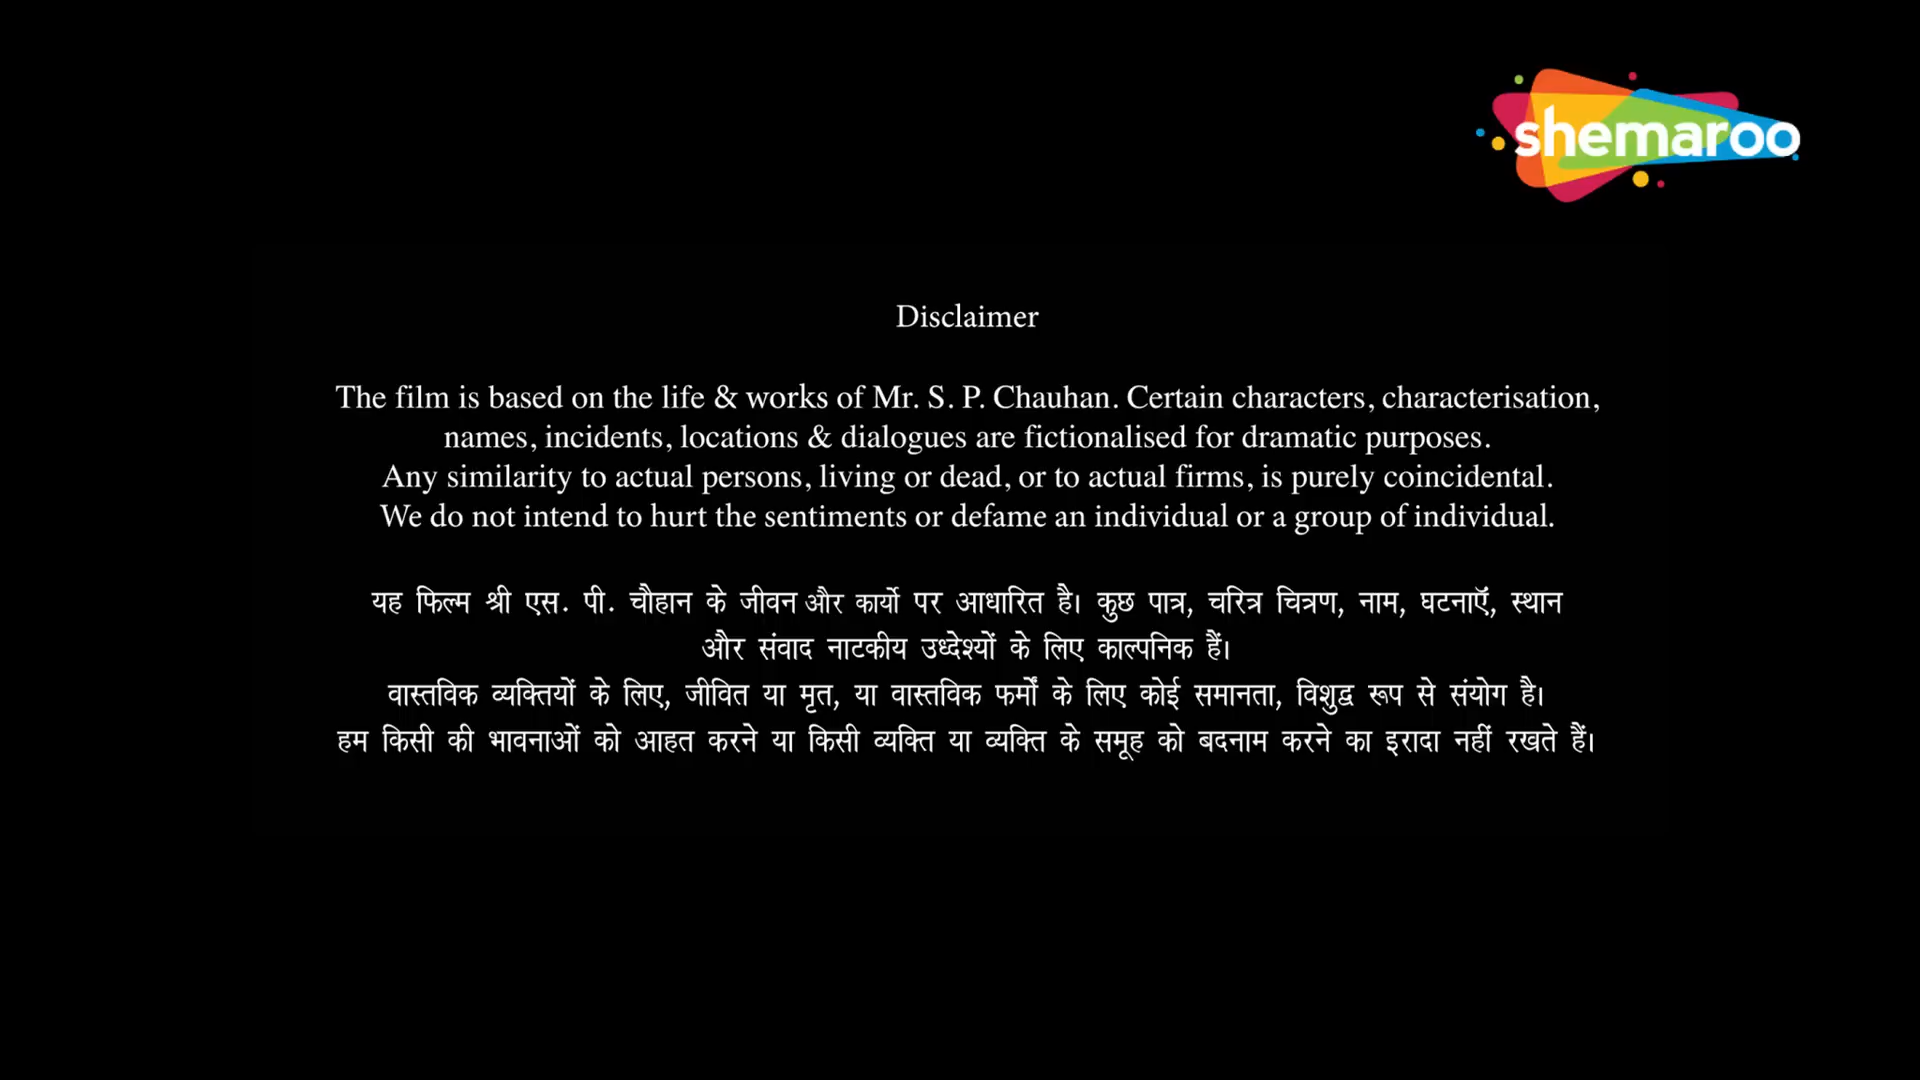 shemaroo
Disclaimer
The film is based on the life & works of Mr. S. P. Chauhan. Certain characters, characterisation,
names, incidents, locations & dialogues are fictionalised for dramatic purposes.
Any similarity to actual persons, living or dead, or to actual firms, is purely coincidental.
We do not intend to hurt the sentiments or defame an individual or a group of individual.
यह फिल्म श्री एस. पी. चौहान के जीवन और कार्यो पर आधारित है। कुछ पात्र, चरित्र चित्रण, नाम, घटनाऍ, स्थान
और संवाद नाटकीय उध्देश्यों के लिए काल्पनिक हैं।
वास्तविक व्यक्तियों के लिए, जीवित या मृत, या वास्तविक फर्मों के लिए कोई समानता, विशुद्व रूप से संयोग है।
हम किसी की भावनाओं को आहत करने या किसी व्यक्ति या व्यक्ति के समूह को बदनाम करने का इरादा नहीं रखते हैं।